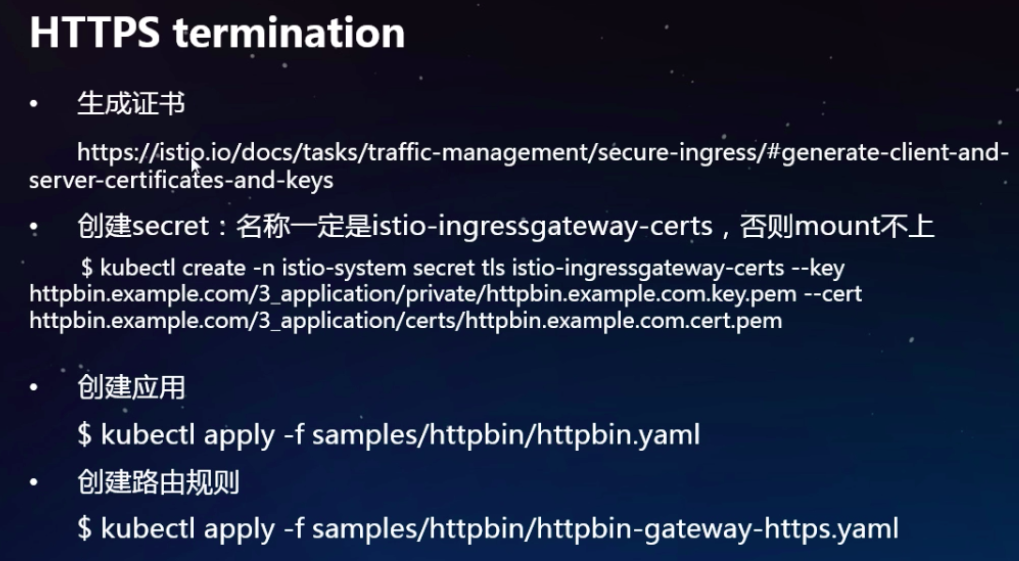 HTTPS termination
• 生成证书
https://istio.io/docs/tasks/traffic-management/secure-ingress/#generate-client-and-
server-certificates-and-keys
• 创建secret：名称一定是istio-ingressgateway-certs，否则mount不上
$ kubectl create -n istio-system secret tls istio-ingressgateway-certs --key
httpbin.example.com/3_application/private/httpbin.example.com.key.pem --cert
httpbin.example.com/3_application/certs/httpbin.example.com.cert.pem
• 创建应用
$ kubectl apply -f samples/httpbin/httpbin.yaml
• 创建路由规则
$ kubectl apply -f samples/httpbin/httpbin-gateway-https.yaml